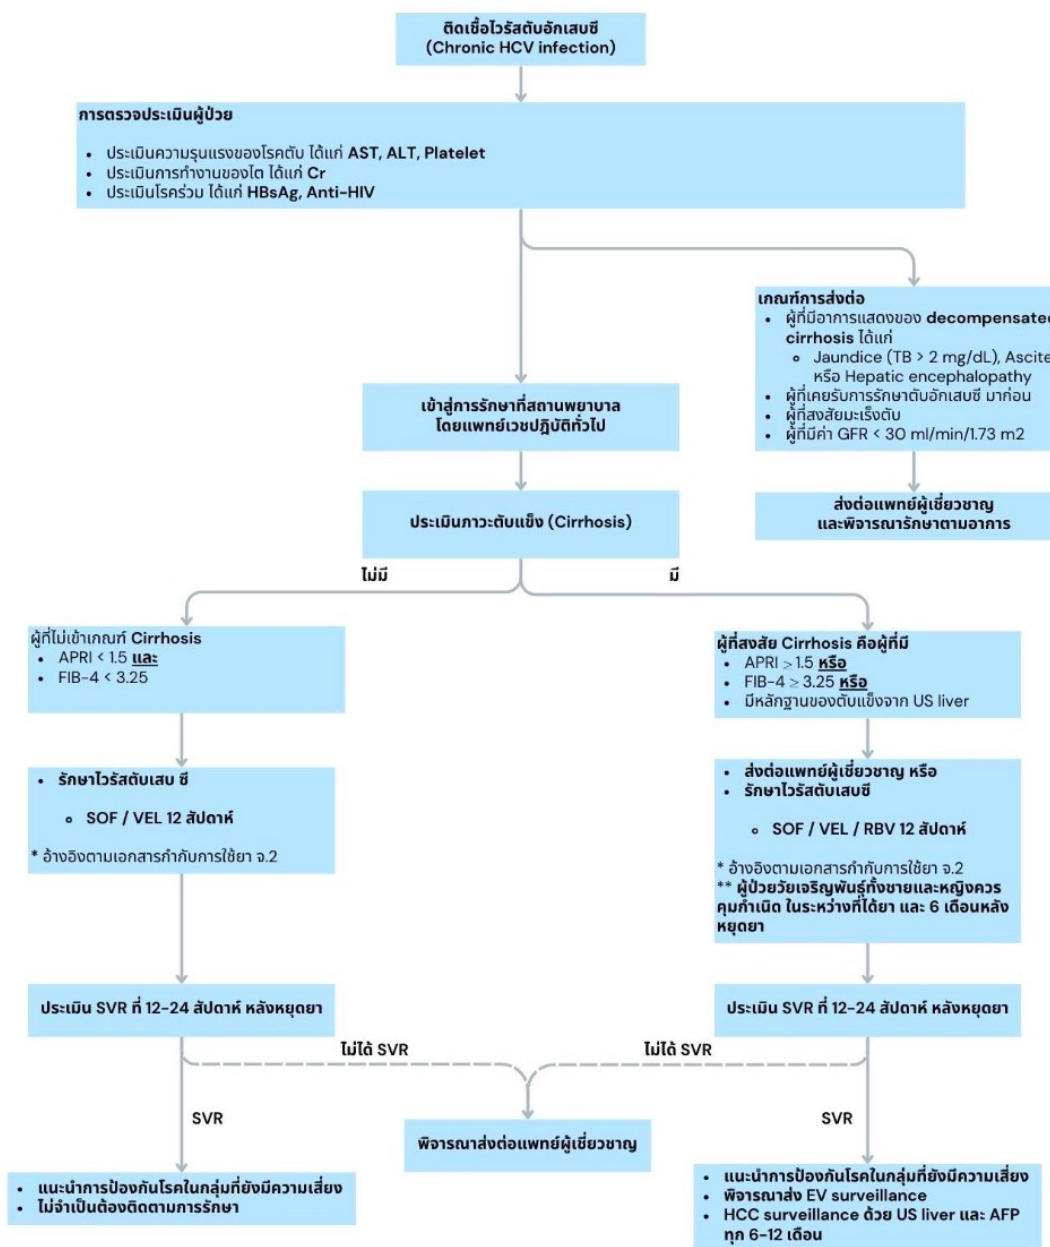 ติดเชื้อไวรัสตับอักเสบซี
(Chronic HCV infection)
การตรวจประเมินผู้ป่วย
• ประเมินความรุนแรงของโรคตับ ได้แก่ AST, ALT, Platelet
• ประเมินการทำงานของไต ได้แก่ Cr
• ประเมินโรคร่วม ได้แก่ HBsAg, Anti-HIV
เกณฑ์การส่งต่อ
• ผู้ที่มีอาการแสดงของ decompensated
cirrhosis ได้แก่
Jaundice (TB > 2 mg/dL), Ascite
หรือ Hepatic encephalopathy
• ผู้ที่เคยรับการรักษาตับอักเสบซี มาก่อน
• ผู้ที่สงสัยมะเร็งตับ
• ผู้ที่มีค่า GFR < 30 ml/min/1.73 m2
ส่งต่อแพทย์ผู้เชี่ยวชาญ
และพิจารณารักษาตามอาการ
เข้าสู่การรักษาที่สถานพยาบาล
โดยแพทย์เวชปฏิบัติทั่วไป
ประเมินภาวะตับแข็ง (Cirrhosis)
ไม่มี
มี
ผู้ที่ไม่เข้าเกณฑ์ Cirrhosis
• APRI < 1.5 และ
• FIB-4 < 3.25
• รักษาไวรัสตับเสบ ซี
SOF / VEL 12 สัปดาห์
* อ้างอิงตามเอกสารกำกับการใช้ยา จ.2
ผู้ที่สงสัย Cirrhosis คือผู้ที่มี
• APRI ≥ 1.5 หรือ
• FIB-4 ≥ 3.25 หรือ
• มีหลักฐานของตับแข็งจาก US liver
• ส่งต่อแพทย์ผู้เชี่ยวชาญ หรือ
• รักษาไวรัสตับเสบซี
SOF / VEL / RBV 12 สัปดาห์
* อ้างอิงตามเอกสารกำกับการใช้ยา จ.2
** ผู้ป่วยวัยเจริญพันธุ์ทั้งชายและหญิงควร
คุมกำเนิด ในระหว่างที่ได้ยา และ 6 เดือนหลัง
หยุดยา
ประเมิน SVR ที่ 12-24 สัปดาห์ หลังหยุดยา
ประเมิน SVR ที่ 12-24 สัปดาห์ หลังหยุดยา
ไม่ได้ SVR
ไม่ได้ SVR
SVR
พิจารณาส่งต่อแพทย์ผู้เชี่ยวชาญ
SVR
• แนะนำการป้องกันโรคในกลุ่มที่ยังมีความเสี่ยง
• ไม่จำเป็นต้องติดตามการรักษา
• แนะนำการป้องกันโรคในกลุ่มที่ยังมีความเสี่ยง
• พิจารณาส่ง EV surveillance
• HCC surveillance ด้วย US liver และ AFP
ทุก 6-12 เดือน